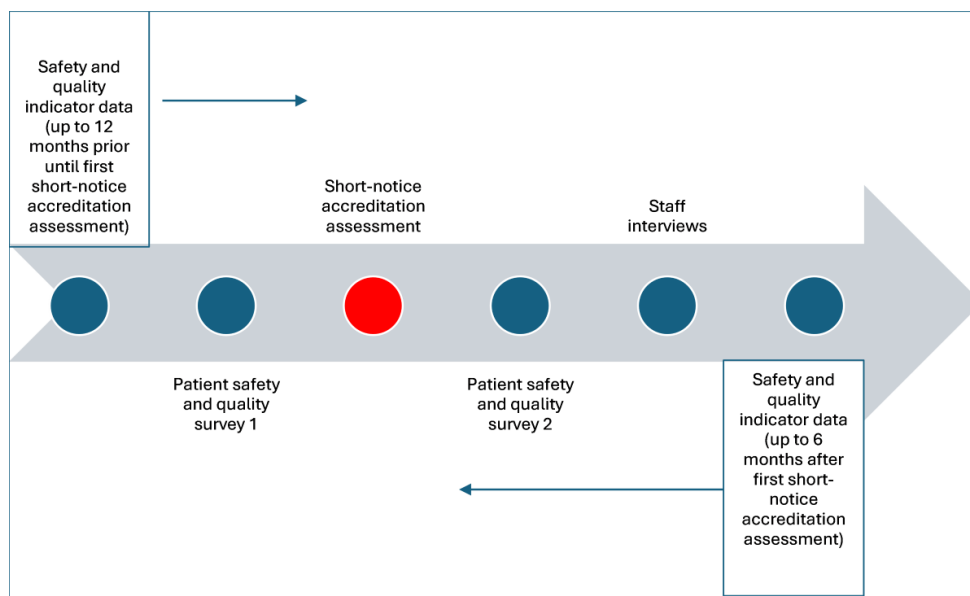 Safety and
quality
indicator data
(up to 12
months prior
until first
short-notice
accreditation
assessment)
Short-notice
accreditation
assessment
Staff
interviews
Patient safety
and quality
survey 1
Patient safety
and quality
survey 2
Safety and
quality
indicator data
(up to 6
months after
first short-
notice
accreditation
assessment)